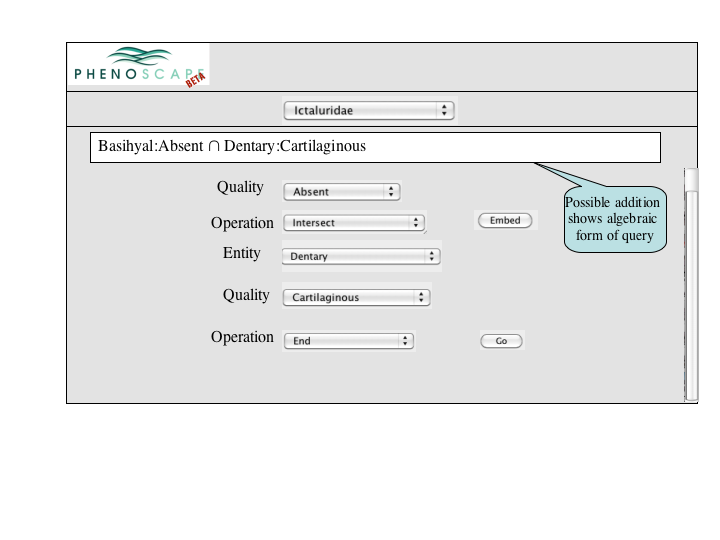 PHENOSCAPE
BETA
Ictaluridae
Basihyal:Absent ∩ Dentary:Cartilaginous
Quality Absent
Possible addition
shows algebraic
form of query
Operation Intersect Embed
Entity Dentary
Quality Cartilaginous
Operation End Go